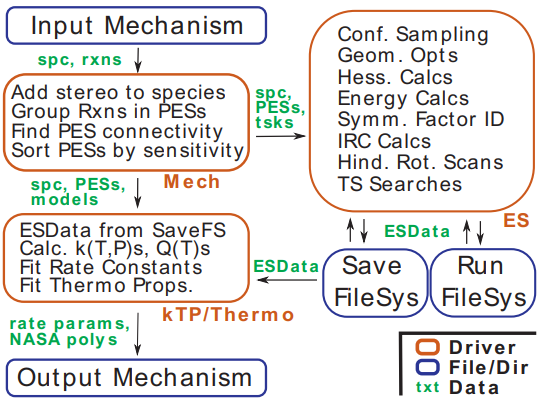 Input Mechanism
spc, rxns
Add stereo to species
Group Rxns in PESs
Find PES connectivity
Sort PESs by sensitivity
Mech
spc,
PESs,
tsks
Conf. Sampling
Geom. Opts
Hess. Calcs
Energy Calcs
Symm. Factor ID
IRC Calcs
Hind. Rot. Scans
TS Searches
ES
spc, PESs,
models
ESData from SaveFS
Calc. k(T,P)s, Q(T)s
Fit Rate Constants
Fit Thermo Props.
kTP/Thermo
ESData
ESData
Save
FileSys
Run
FileSys
rate params,
NASA polys
Output Mechanism
Driver
File/Dir
txt Data